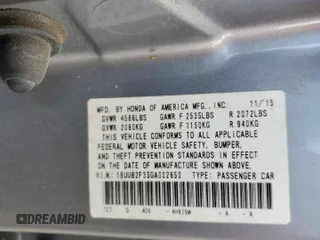 MFD. BY HONDA OF AMERICA MFG., INC. 11/15
GVWR 4586LBS GAWR F 2535LBS R 2072LBS
GVWR 2080KG GAWR F 1150KG R 940KG
THIS VEHICLE CONFORMS TO ALL APPLICABLE
FEDERAL MOTOR VEHICLE SAFETY, BUMPER,
AND THEFT PREVENTION STANDARDS IN EFFECT
ON THE DATE OF MANUFACTURE SHOWN ABOVE.
V.I.N.: 19UUB2F35GA002650 TYPE: PASSENGER CAR
A - A
AUTOBIDMASTER